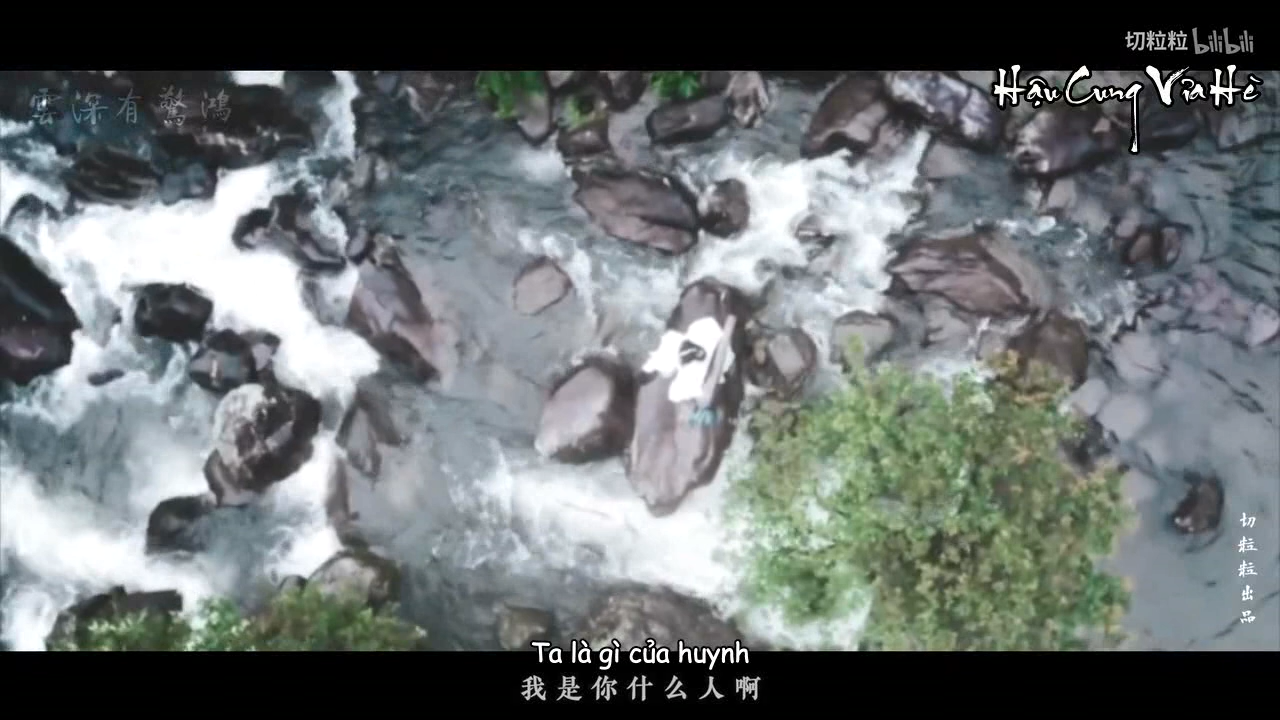 切粒粒 bilibili
Hậu Cung Vỉa Hè
雲深有驚鴻
切粒粒出品
Ta là gì của huynh
我是你什么人啊